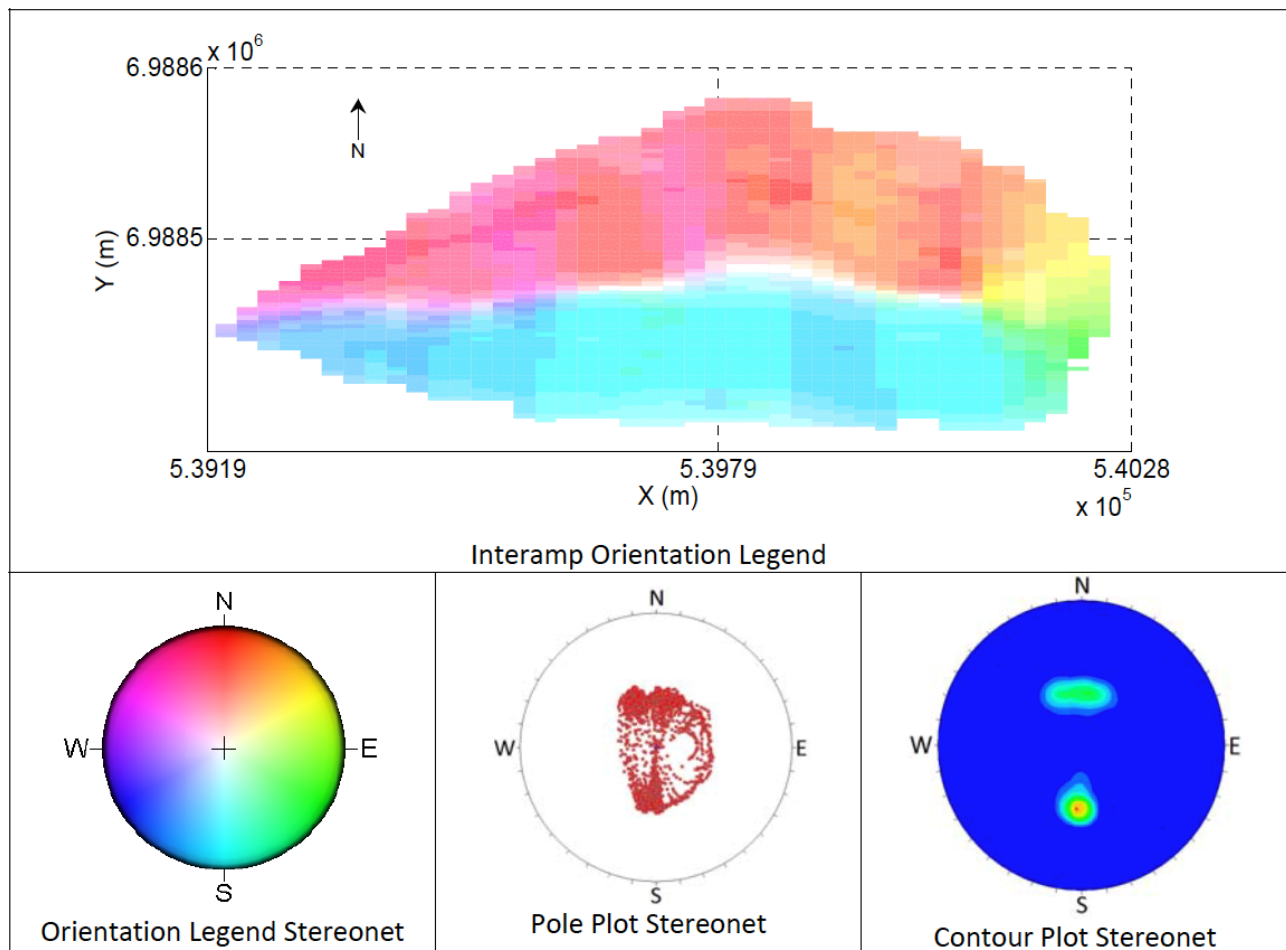 x 10^6
6.9886
N
6.9885
Y (m)
5.3919
5.3979
5.4028
X (m)
x 10^5
Interamp Orientation Legend
N
W
E
S
Orientation Legend Stereonet
N
W
E
S
Pole Plot Stereonet
N
W
E
S
Contour Plot Stereonet